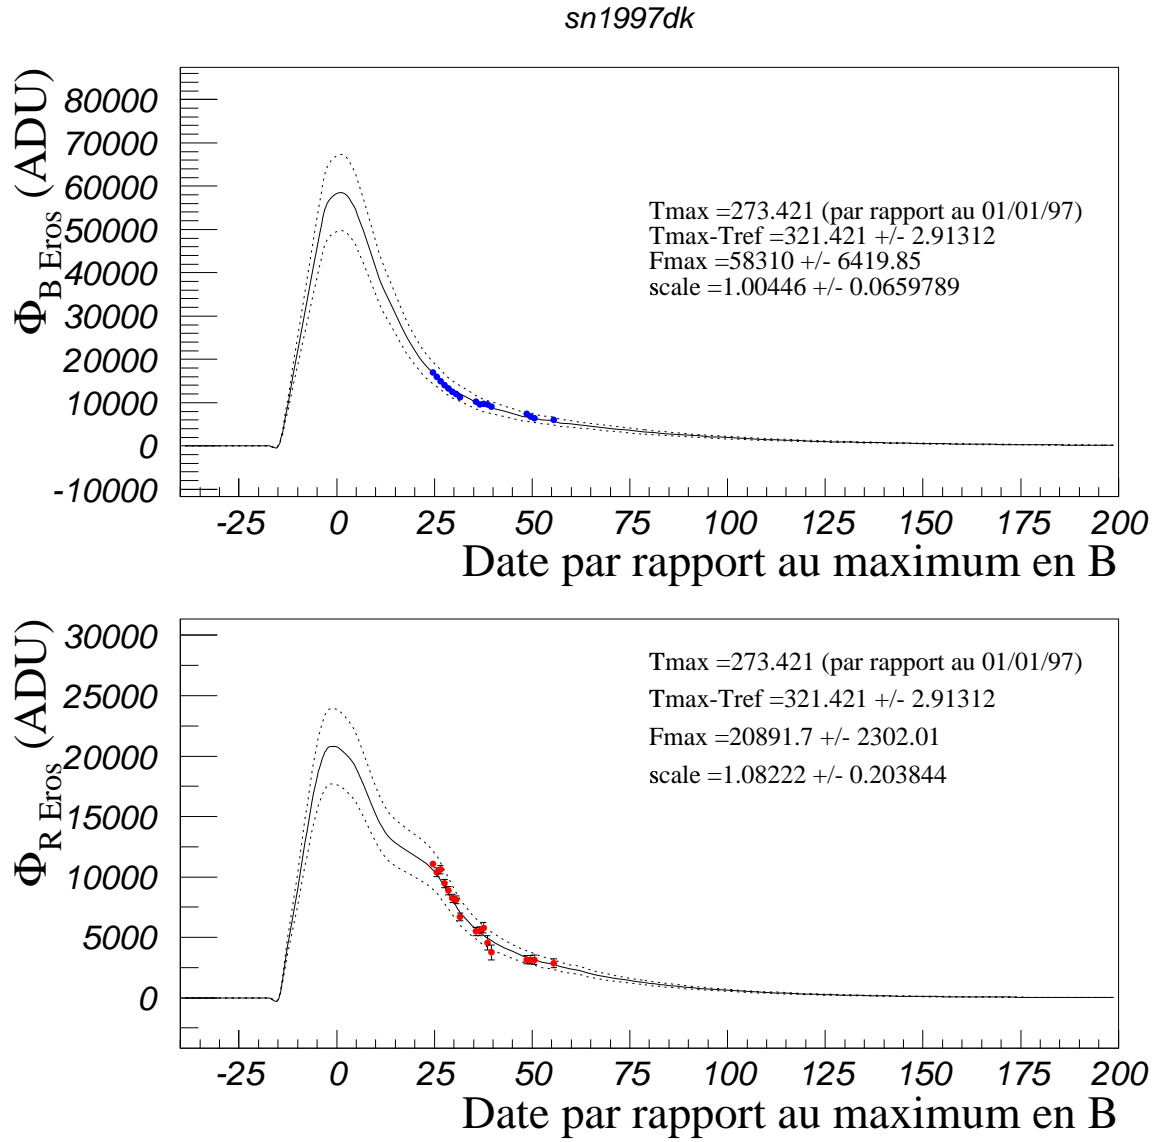 sn1997dk
Φ B Eros (ADU)
80000
70000
60000
50000
40000
30000
20000
10000
0
-10000
Tmax =273.421 (par rapport au 01/01/97)
Tmax-Tref =321.421 +/- 2.91312
Fmax =58310 +/- 6419.85
scale =1.00446 +/- 0.0659789
-25 0 25 50 75 100 125 150 175 200
Date par rapport au maximum en B
Φ R Eros (ADU)
30000
25000
20000
15000
10000
5000
0
Tmax =273.421 (par rapport au 01/01/97)
Tmax-Tref =321.421 +/- 2.91312
Fmax =20891.7 +/- 2302.01
scale =1.08222 +/- 0.203844
-25 0 25 50 75 100 125 150 175 200
Date par rapport au maximum en B